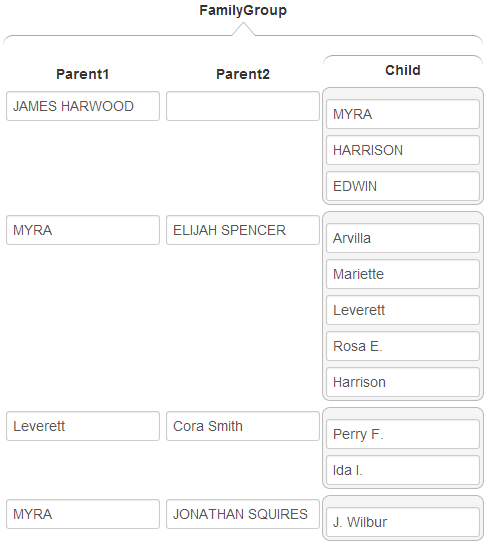 FamilyGroup
Parent1 Parent2 Child
JAMES HARWOOD
MYRA
HARRISON
EDWIN
MYRA ELIJAH SPENCER
Arvilla
Mariette
Leverett
Rosa E.
Harrison
Leverett Cora Smith
Perry F.
Ida I.
MYRA JONATHAN SQUIRES
J. Wilbur